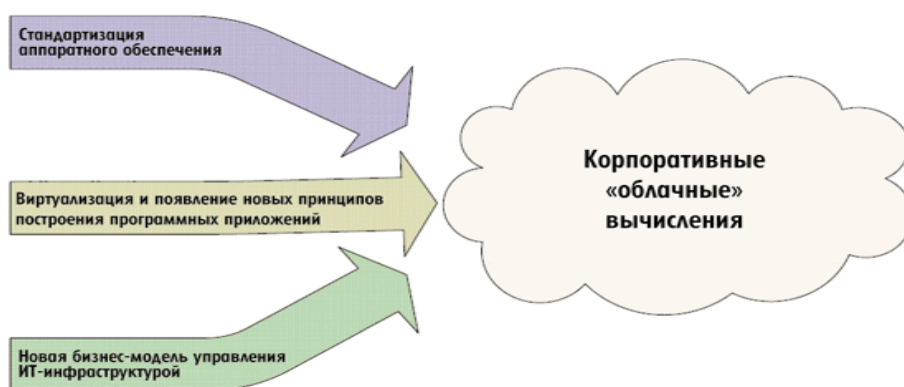 Стандартизация
аппаратного обеспечения
Виртуализация и появление новых принципов
построения программных приложений
Новая бизнес-модель управления
ИТ-инфраструктурой
Корпоративные
«облачные»
вычисления